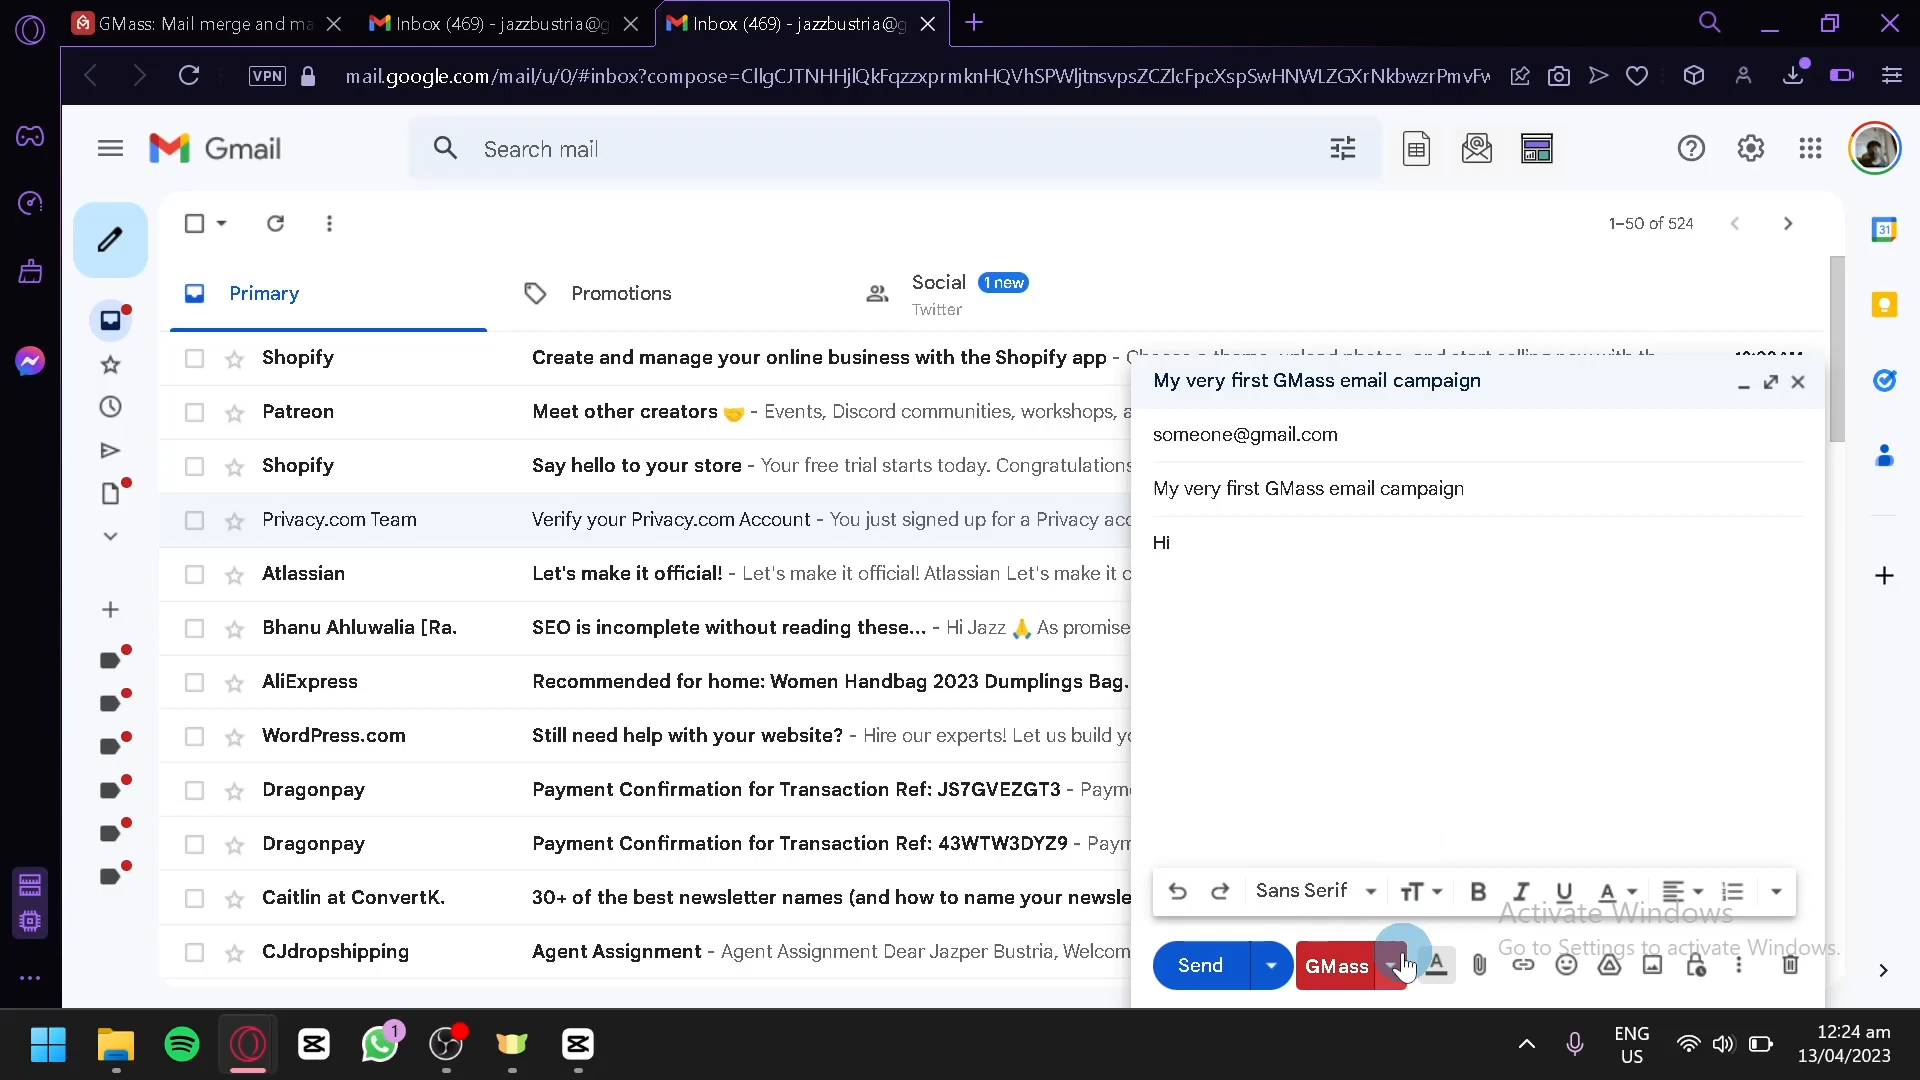 GMass: Mail merge and ma
Inbox (469) - jazzbustria@g
Inbox (469) - jazzbustria@g
VPN
mail.google.com/mail/u/0/#inbox?compose=CllgCJTNHHjlQkFqzzxprmknHQVhSPWljtnsvpsZCZlcFpcXspSwHNWLZGXrNkbwzrPmvFw
Gmail
Search mail
1–50 of 524
31
Primary
Promotions
Social 1 new
Twitter
Shopify Create and manage your online business with the Shopify app -
Patreon Meet other creators 🤝 - Events, Discord communities, workshops, a
Shopify Say hello to your store - Your free trial starts today. Congratulations
Privacy.com Team Verify your Privacy.com Account - You just signed up for a Privacy acc
Atlassian Let's make it official! - Let's make it official! Atlassian Let's make it c
Bhanu Ahluwalia [Ra. SEO is incomplete without reading these... - Hi Jazz 🙏 As promise
AliExpress Recommended for home: Women Handbag 2023 Dumplings Bag.
WordPress.com Still need help with your website? - Hire our experts! Let us build yo
Dragonpay Payment Confirmation for Transaction Ref: JS7GVEZGT3 - Paym
Dragonpay Payment Confirmation for Transaction Ref: 43WTW3DYZ9 - Paym
Caitlin at ConvertK. 30+ of the best newsletter names (and how to name your newsle
CJdropshipping Agent Assignment - Agent Assignment Dear Jazper Bustria, Welcom
My very first GMass email campaign
someone@gmail.com
My very first GMass email campaign
Hi
Sans Serif
Activate Windows
Go to Settings to activate Windows.
Send
GMass
1
ENG
US
12:24 am
13/04/2023